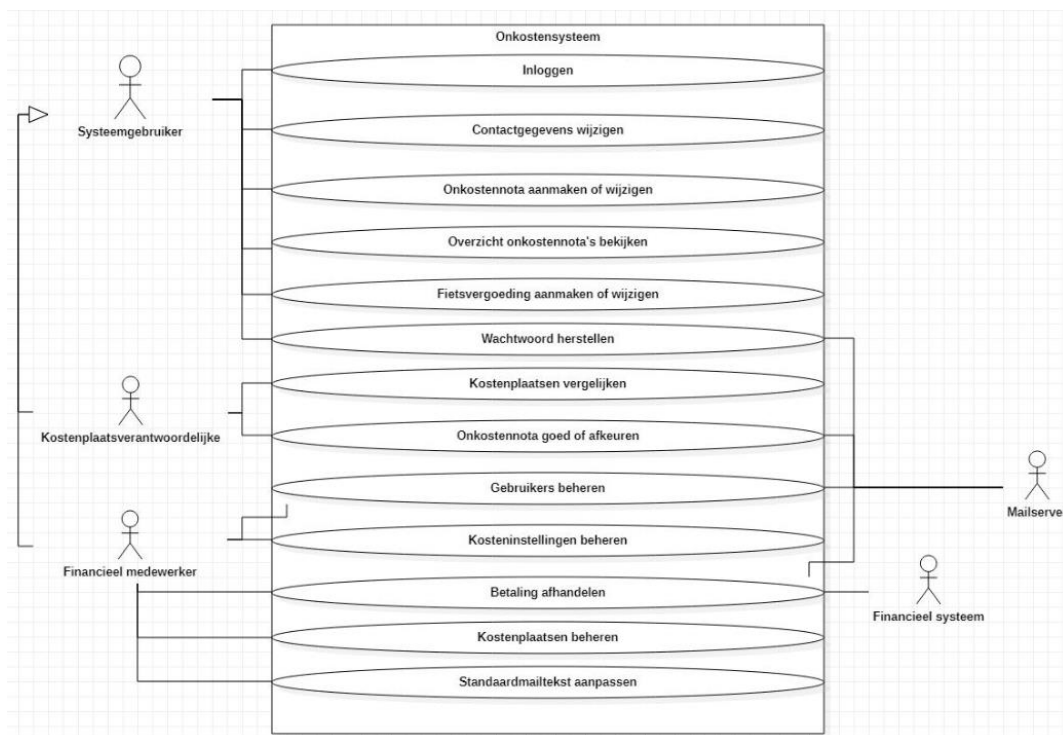 Onkostensysteem
Inloggen
Systeemgebruiker
Contactgegevens wijzigen
Onkostennota aanmaken of wijzigen
Overzicht onkostennota's bekijken
Fietsvergoeding aanmaken of wijzigen
Wachtwoord herstellen
Kostenplaatsen vergelijken
Kostenplaatsverantwoordelijke
Onkostennota goed of afkeuren
Gebruikers beheren
Mailserve
Kosteninstellingen beheren
Financieel medewerker
Betaling afhandelen
Financieel systeem
Kostenplaatsen beheren
Standaardmailtekst aanpassen